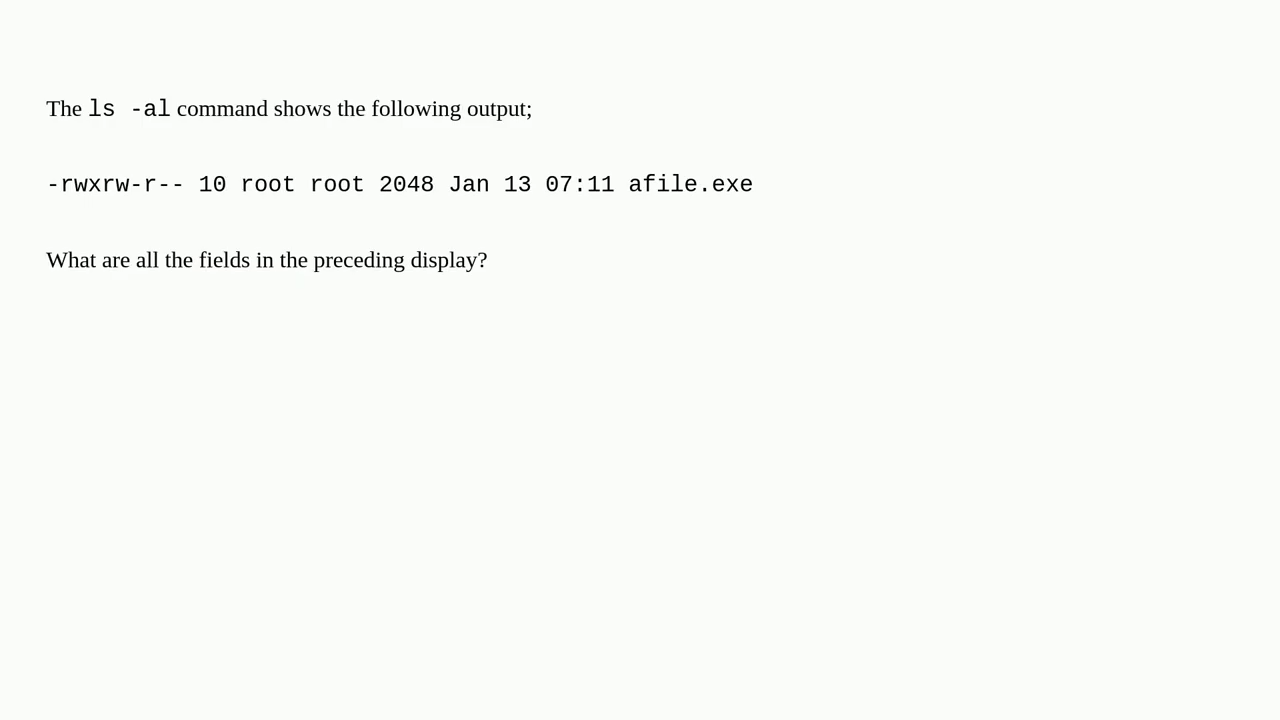 The ls -al command shows the following output;
-rwxrw-r-- 10 root root 2048 Jan 13 07:11 afile.exe
What are all the fields in the preceding display?